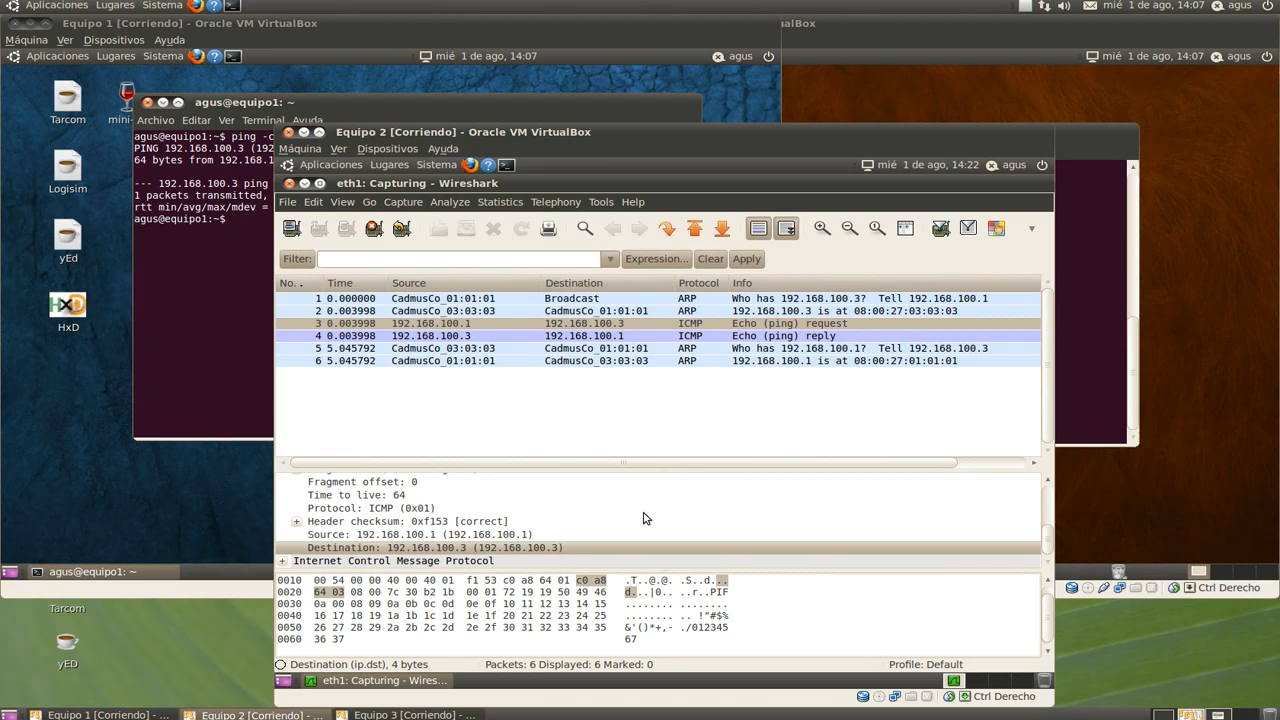 Aplicaciones Lugares Sistema mié 1 de ago, 14:07 agus
Equipo 1 [Corriendo] - Oracle VM VirtualBox
alBox
Máquina Ver Dispositivos Ayuda
Aplicaciones Lugares Sistema mié 1 de ago, 14:07 agus
mié 1 de ago, 14:07 agus
Tarcom
mini-
Logisim
yEd
HxD
agus@equipo1: ~
Archivo Editar Ver Terminal Ayuda
agus@equipo1:~$ ping -c
PING 192.168.100.3 (192
64 bytes from 192.168.1
--- 192.168.100.3 ping
1 packets transmitted,
rtt min/avg/max/mdev =
agus@equipo1:~$
Equipo 2 [Corriendo] - Oracle VM VirtualBox
Máquina Ver Dispositivos Ayuda
Aplicaciones Lugares Sistema mié 1 de ago, 14:22 agus
eth1: Capturing - Wireshark
File Edit View Go Capture Analyze Statistics Telephony Tools Help
Filter: Expression... Clear Apply
No. . Time Source Destination Protocol Info
1 0.000000 CadmusCo_01:01:01 Broadcast ARP Who has 192.168.100.3? Tell 192.168.100.1
2 0.003998 CadmusCo_03:03:03 CadmusCo_01:01:01 ARP 192.168.100.3 is at 08:00:27:03:03:03
3 0.003998 192.168.100.1 192.168.100.3 ICMP Echo (ping) request
4 0.003998 192.168.100.3 192.168.100.1 ICMP Echo (ping) reply
5 5.045792 CadmusCo_03:03:03 CadmusCo_01:01:01 ARP Who has 192.168.100.1? Tell 192.168.100.3
6 5.045792 CadmusCo_01:01:01 CadmusCo_03:03:03 ARP 192.168.100.1 is at 08:00:27:01:01:01
Fragment offset: 0
Time to live: 64
Protocol: ICMP (0x01)
Header checksum: 0xf153 [correct]
Source: 192.168.100.1 (192.168.100.1)
Destination: 192.168.100.3 (192.168.100.3)
Internet Control Message Protocol
0010 00 54 00 00 40 00 40 01 f1 53 c0 a8 64 01 c0 a8 .T..@.@. .S..d...
0020 64 03 08 00 7c 30 b2 1b 00 01 72 19 19 50 49 46 d...|0.. ..r..PIF
0030 0a 00 08 09 0a 0b 0c 0d 0e 0f 10 11 12 13 14 15 ........ ........
0040 16 17 18 19 1a 1b 1c 1d 1e 1f 20 21 22 23 24 25 ........ .. !"#$%
0050 26 27 28 29 2a 2b 2c 2d 2e 2f 30 31 32 33 34 35 &'()*+,- ./012345
0060 36 37 67
Destination (ip.dst), 4 bytes Packets: 6 Displayed: 6 Marked: 0 Profile: Default
eth1: Capturing - Wires...
Ctrl Derecho
agus@equipo1: ~
Ctrl Derecho
Tarcom
yED
Equipo 1 [Corriendo] - ... Equipo 2 [Corriendo] - ... Equipo 3 [Corriendo] - ...